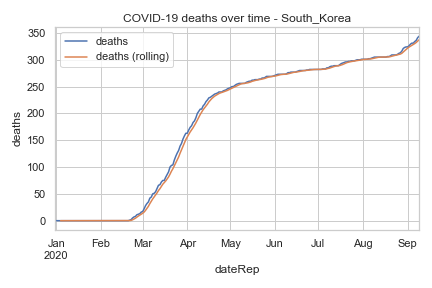 COVID-19 deaths over time - South_Korea
deaths
deaths (rolling)
350
300
250
200
150
100
50
0
deaths
Jan Feb Mar Apr May Jun Jul Aug Sep
2020
dateRep